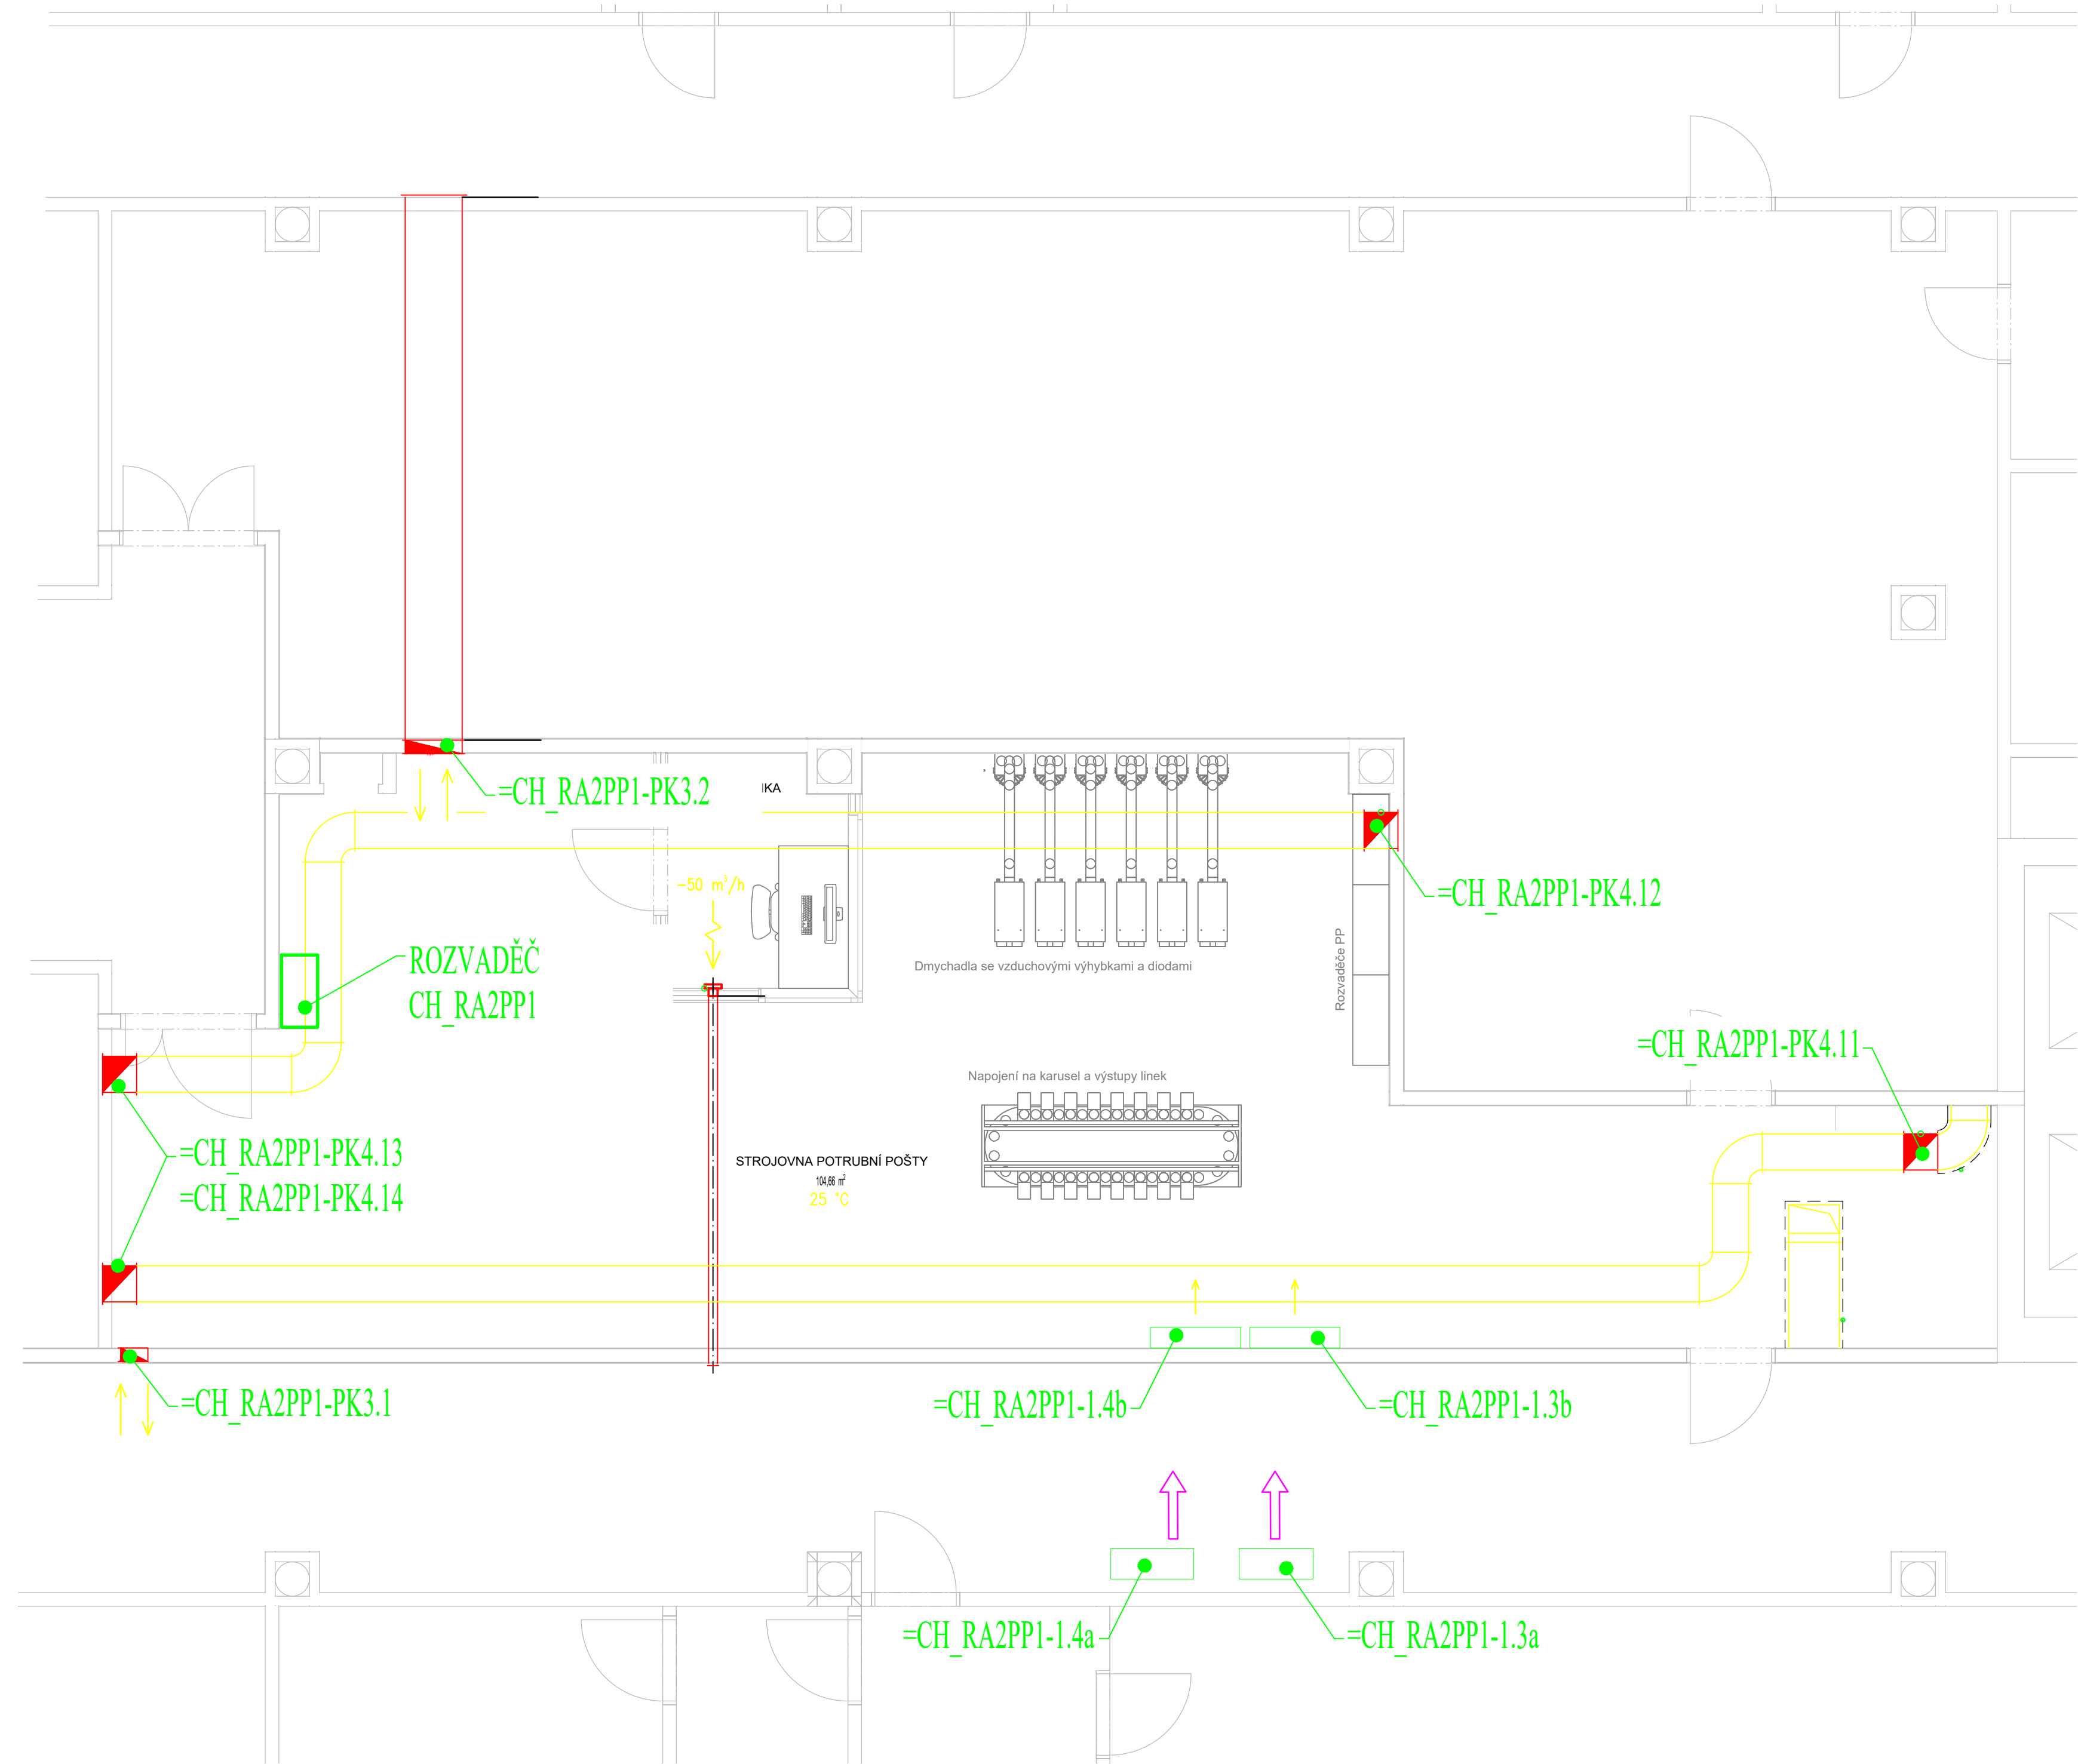 =CH_RA2PP1-PK3.2
IKA
-50 m³/h
=CH_RA2PP1-PK4.12
ROZVADĚČ
CH_RA2PP1
Dmychadla se vzduchovými výhybkami a diodami
Rozvaděče PP
=CH_RA2PP1-PK4.11
Napojení na karusel a výstupy linek
=CH_RA2PP1-PK4.13
=CH_RA2PP1-PK4.14
STROJOVNA POTRUBNÍ POŠTY
104,66 m²
25 °C
=CH_RA2PP1-PK3.1
=CH_RA2PP1-1.4b
=CH_RA2PP1-1.3b
=CH_RA2PP1-1.4a
=CH_RA2PP1-1.3a